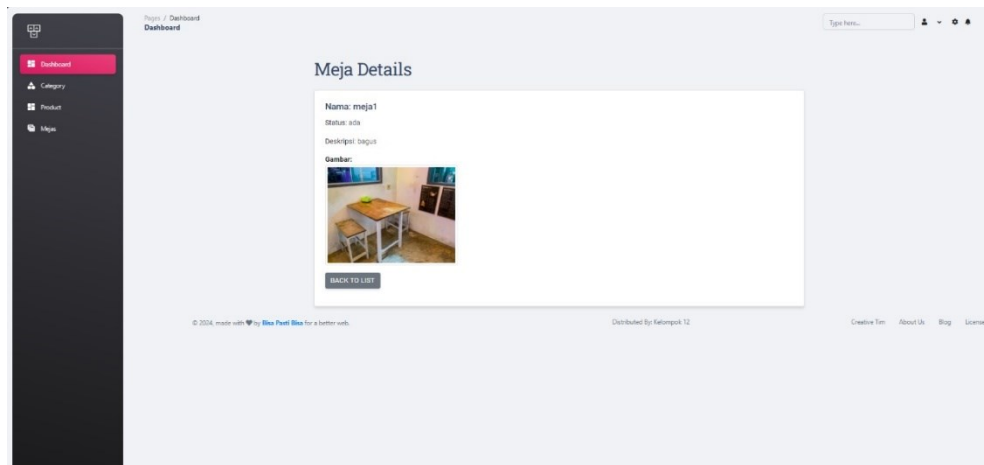 Pages / Dashboard
Dashboard
Type here...
Dashboard
Category
Product
Mejas
Meja Details
Nama: meja1
Status: ada
Deskripsi: bagus
Gambar:
BACK TO LIST
© 2024, made with by Bisa Pasti Bisa for a better web.
Distributed By: Kelompok 12
Creative Tim About Us Blog License